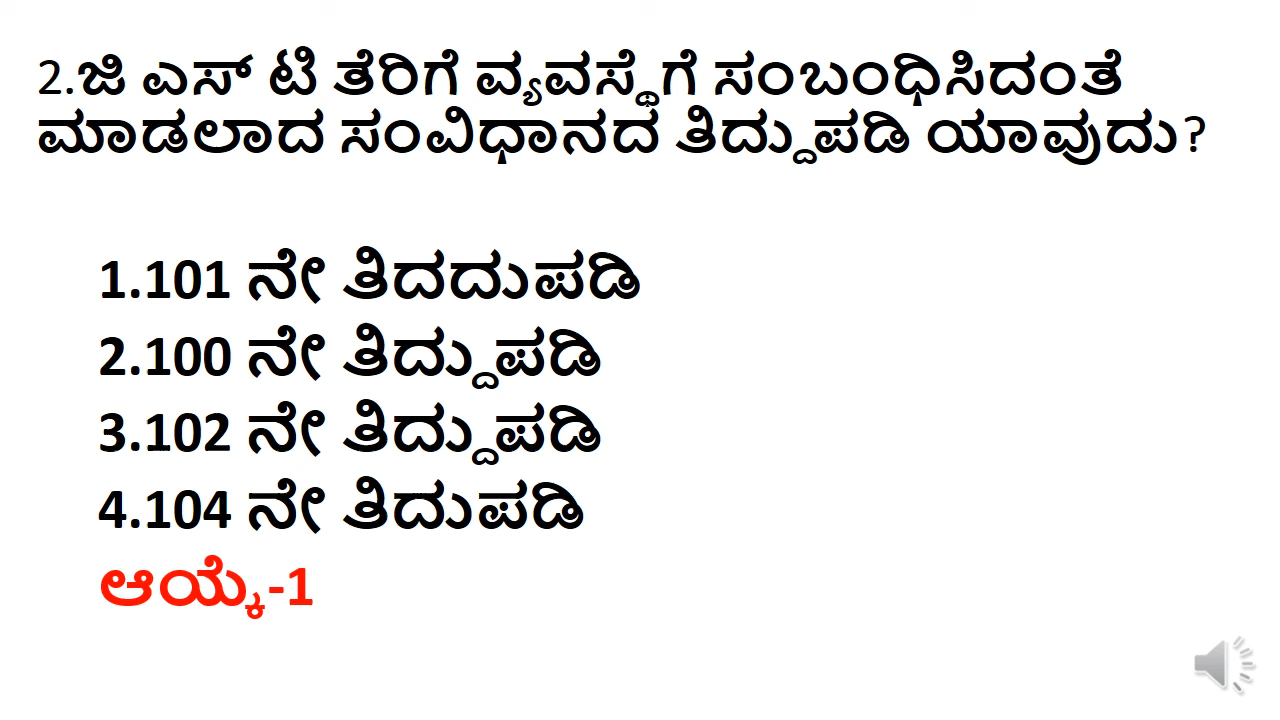 2.ಜಿ ಎಸ್ ಟಿ ತೆರಿಗೆ ವ್ಯವಸ್ಥೆಗೆ ಸಂಬಂಧಿಸಿದಂತೆ
ಮಾಡಲಾದ ಸಂವಿಧಾನದ ತಿದ್ದುಪಡಿ ಯಾವುದು?
1.101 ನೇ ತಿದದುಪಡಿ
2.100 ನೇ ತಿದ್ದುಪಡಿ
3.102 ನೇ ತಿದ್ದುಪಡಿ
4.104 ನೇ ತಿದುಪಡಿ
ಆಯ್ಕೆ-1